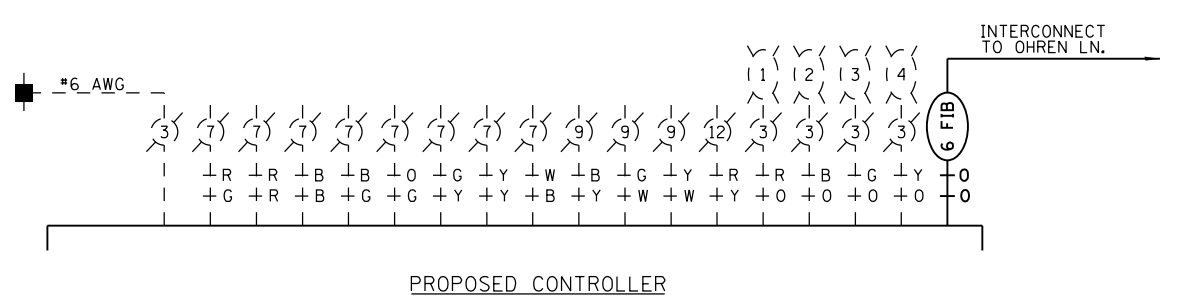 INTERCONNECT
TO OHREN LN.
1 2 3 4
#6 AWG
3 7 7 7 7 7 7 7 7 9 9 9 12 3 3 3 3 6 FIB
R R B B O G Y W B G Y R R B G Y O
G R B G G Y Y B Y W W Y O O O O O
PROPOSED CONTROLLER